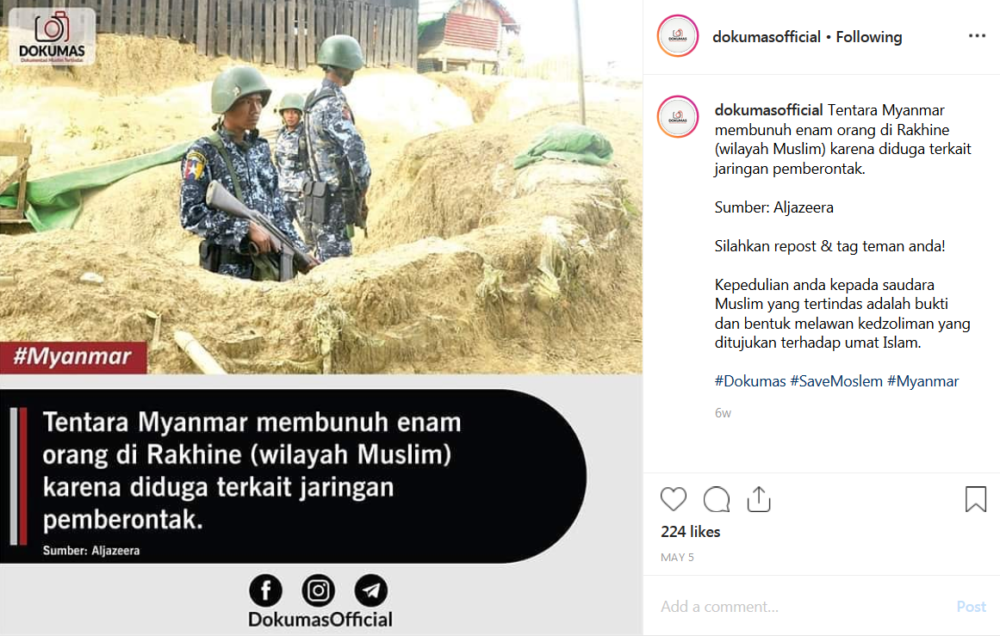 DOKUMAS
Dokumentasi Muslim Tertindas
#Myanmar
Tentara Myanmar membunuh enam
orang di Rakhine (wilayah Muslim)
karena diduga terkait jaringan
pemberontak.
Sumber: Aljazeera
DokumasOfficial
dokumasofficial • Following
dokumasofficial Tentara Myanmar
membunuh enam orang di Rakhine
(wilayah Muslim) karena diduga terkait
jaringan pemberontak.
Sumber: Aljazeera
Silahkan repost & tag teman anda!
Kepedulian anda kepada saudara
Muslim yang tertindas adalah bukti
dan bentuk melawan kedzoliman yang
ditujukan terhadap umat Islam.
#Dokumas #SaveMoslem #Myanmar
6w
224 likes
MAY 5
Add a comment...
Post